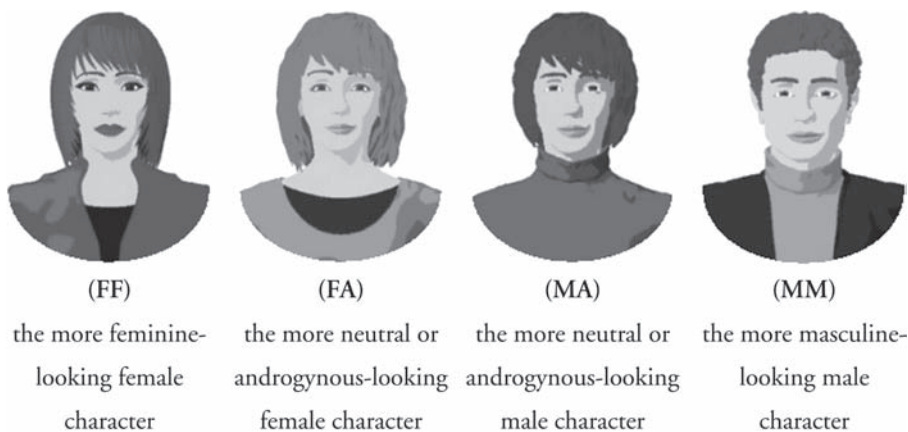 (FF)
the more feminine-
looking female
character
(FA)
the more neutral or
androgynous-looking
female character
(MA)
the more neutral or
androgynous-looking
male character
(MM)
the more masculine-
looking male
character